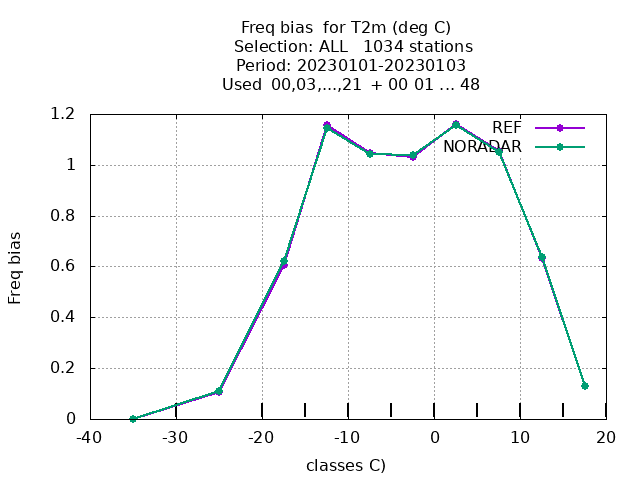 Freq bias for T2m (deg C)
Selection: ALL 1034 stations
Period: 20230101-20230103
Used 00,03,...,21 + 00 01 ... 48
REF
NORADAR
1.2
1
0.8
0.6
0.4
0.2
0
Freq bias
-40 -30 -20 -10 0 10 20
classes C)